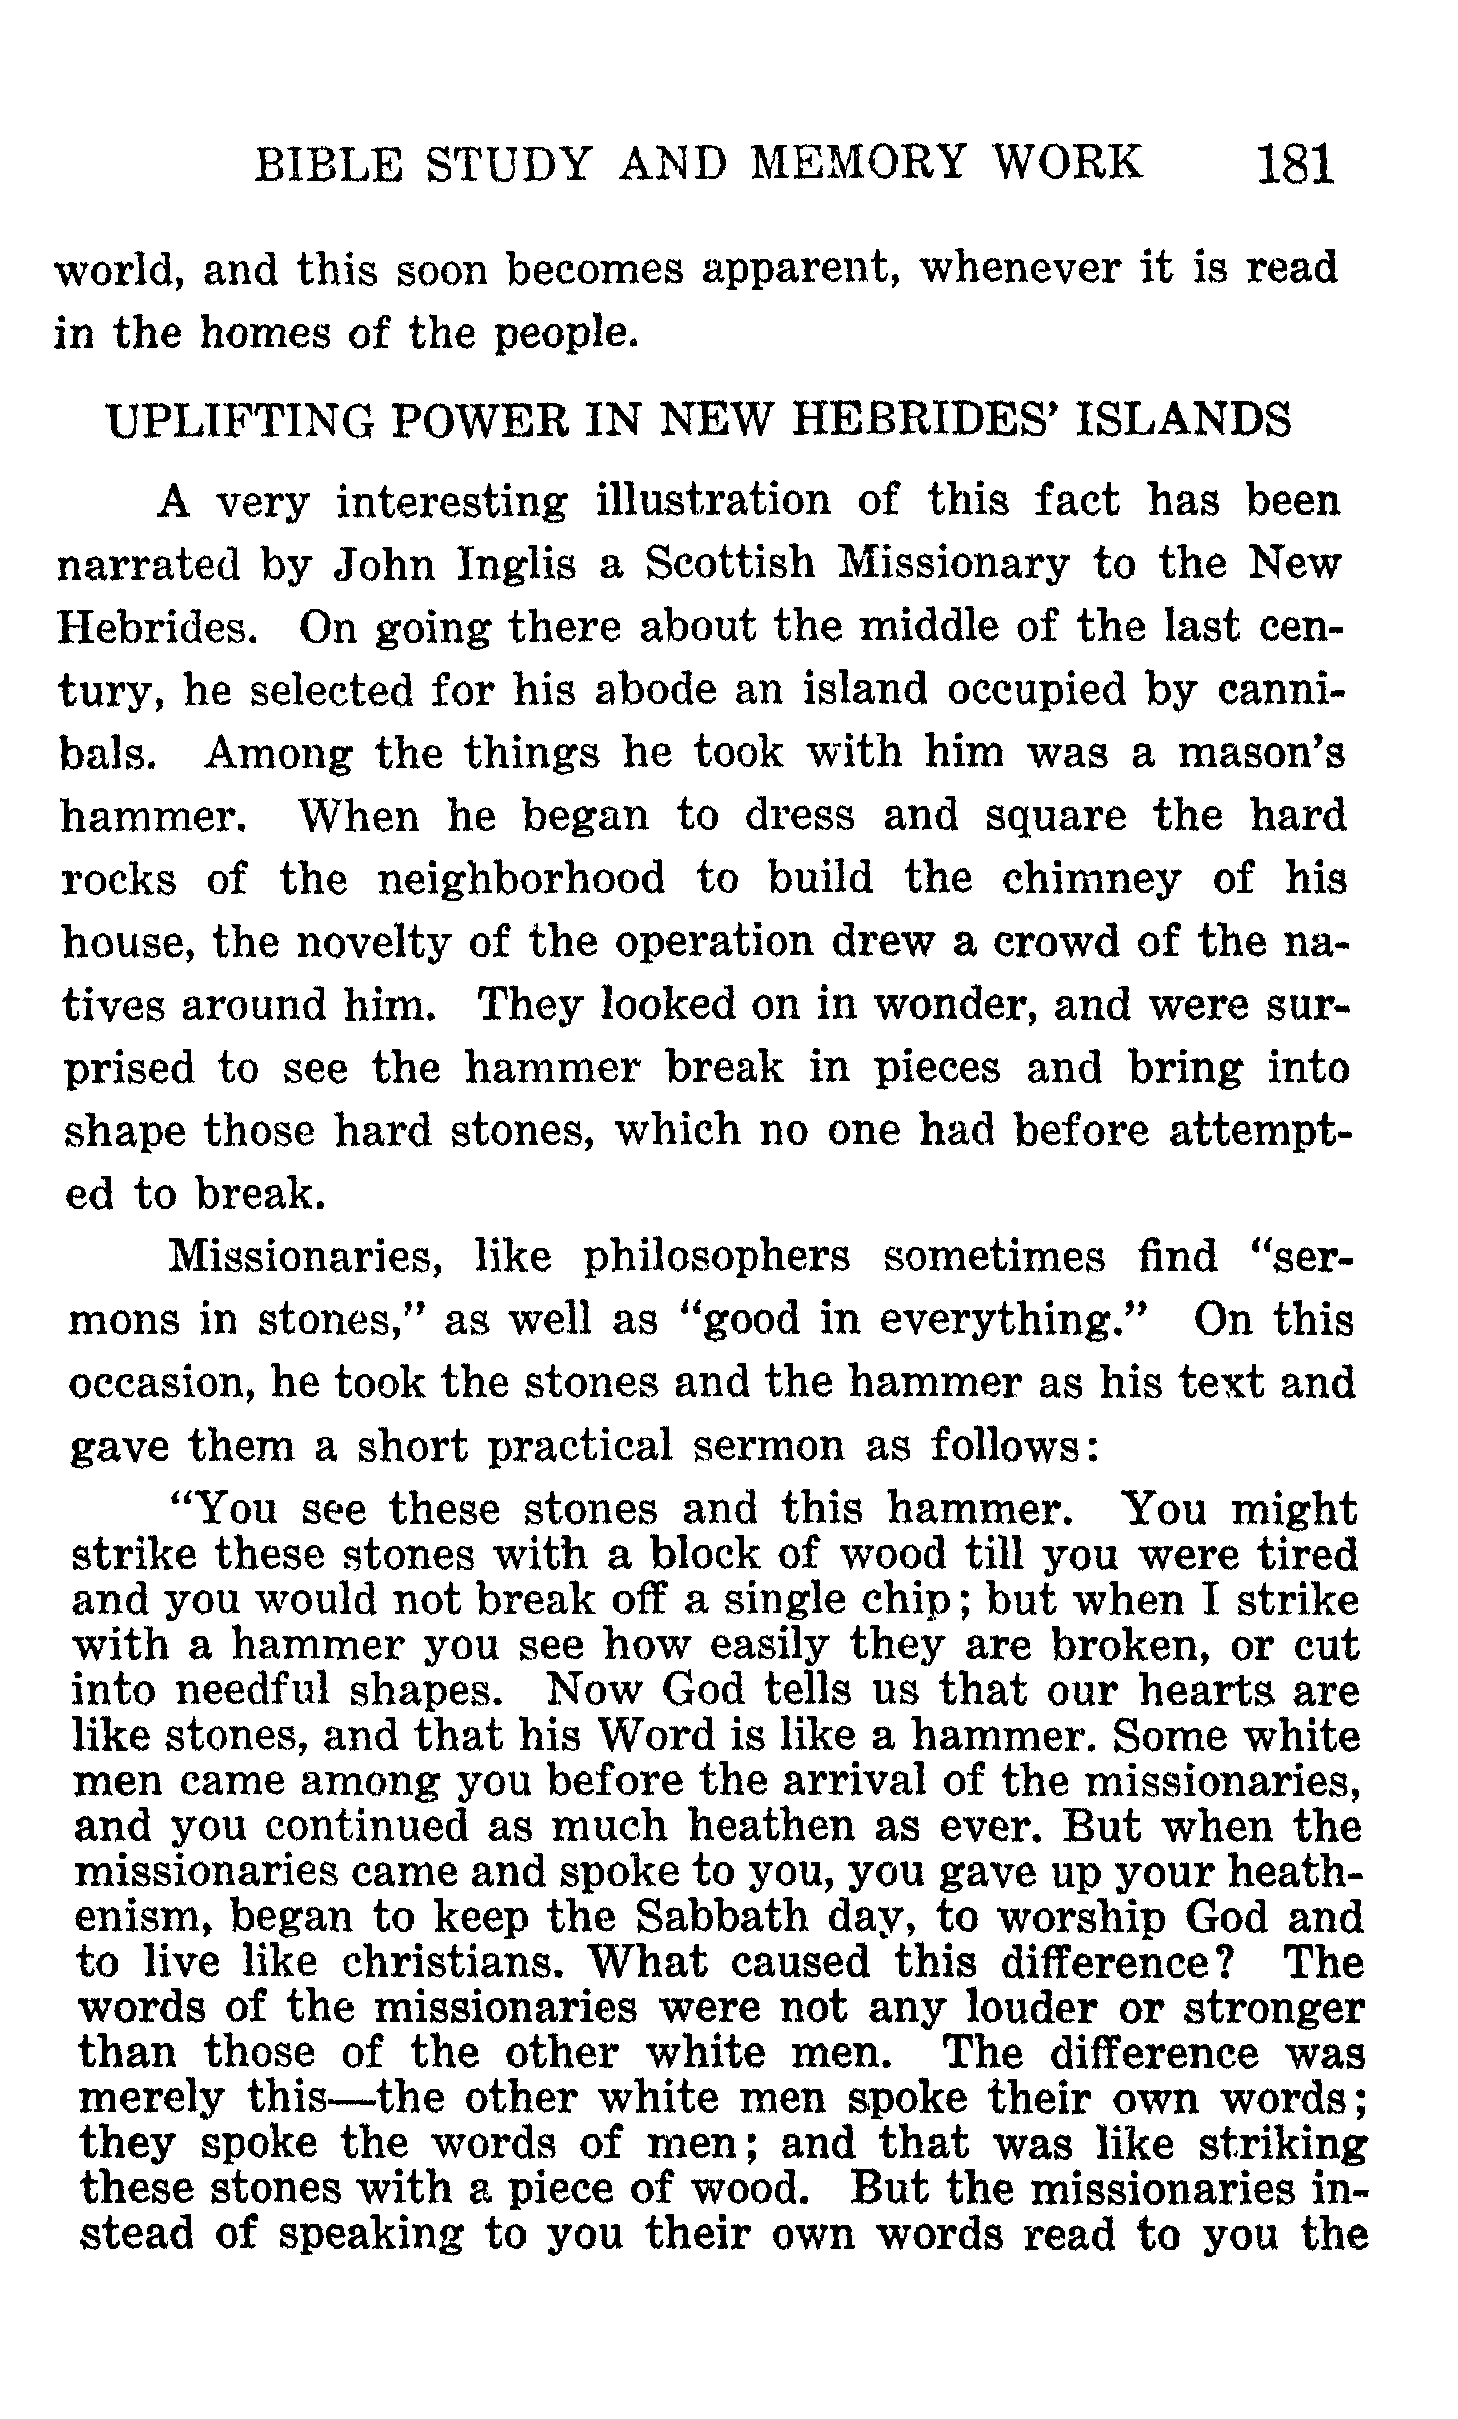 BIBLE STUDY AND MEMORY WORK 181
world, and this soon becomes apparent, whenever it is read
in the homes of the people.
UPLIFTING POWER IN NEW HEBRIDES' ISLANDS
A very interesting illustration of this fact has been
narrated by John Inglis a Scottish Missionary to the New
Hebrides. On going there about the middle of the last cen-
tury, he selected for his abode an island occupied by canni-
bals. Among the things he took with him was a mason's
hammer. When he began to dress and square the hard
rocks of the neighborhood to build the chimney of his
house, the novelty of the operation drew a crowd of the na-
tives around him. They looked on in wonder, and were sur-
prised to see the hammer break in pieces and bring into
shape those hard stones, which no one had before attempt-
ed to break.
Missionaries, like philosophers sometimes find "ser-
mons in stones," as well as "good in everything." On this
occasion, he took the stones and the hammer as his text and
gave them a short practical sermon as follows:
"You see these stones and this hammer. You might
strike these stones with a block of wood till you were tired
and you would not break off a single chip; but when I strike
with a hammer you see how easily they are broken, or cut
into needful shapes. Now God tells us that our hearts are
like stones, and that his Word is like a hammer. Some white
men came among you before the arrival of the missionaries,
and you continued as much heathen as ever. But when the
missionaries came and spoke to you, you gave up your heath-
enism, began to keep the Sabbath day, to worship God and
to live like christians. What caused this difference? The
words of the missionaries were not any louder or stronger
than those of the other white men. The difference was
merely this—the other white men spoke their own words;
they spoke the words of men; and that was like striking
these stones with a piece of wood. But the missionaries in-
stead of speaking to you their own words read to you the